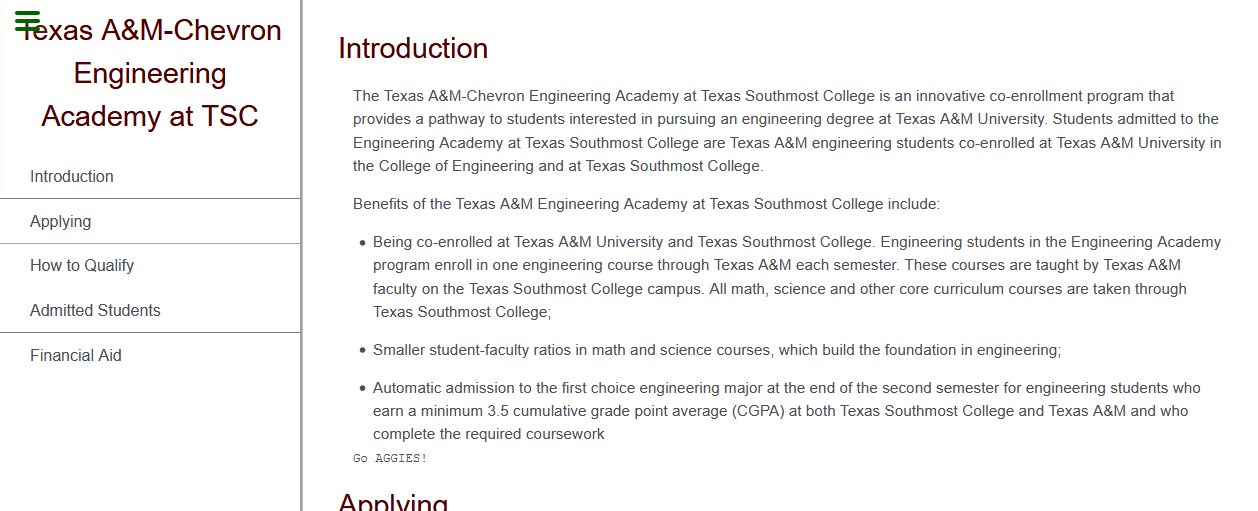 Texas A&M-Chevron
Engineering
Academy at TSC
Introduction
Applying
How to Qualify
Admitted Students
Financial Aid
Introduction
The Texas A&M-Chevron Engineering Academy at Texas Southmost College is an innovative co-enrollment program that
provides a pathway to students interested in pursuing an engineering degree at Texas A&M University. Students admitted to the
Engineering Academy at Texas Southmost College are Texas A&M engineering students co-enrolled at Texas A&M University in
the College of Engineering and at Texas Southmost College.
Benefits of the Texas A&M Engineering Academy at Texas Southmost College include:
• Being co-enrolled at Texas A&M University and Texas Southmost College. Engineering students in the Engineering Academy
program enroll in one engineering course through Texas A&M each semester. These courses are taught by Texas A&M
faculty on the Texas Southmost College campus. All math, science and other core curriculum courses are taken through
Texas Southmost College;
• Smaller student-faculty ratios in math and science courses, which build the foundation in engineering;
• Automatic admission to the first choice engineering major at the end of the second semester for engineering students who
earn a minimum 3.5 cumulative grade point average (CGPA) at both Texas Southmost College and Texas A&M and who
complete the required coursework
Go AGGIES!
Applying